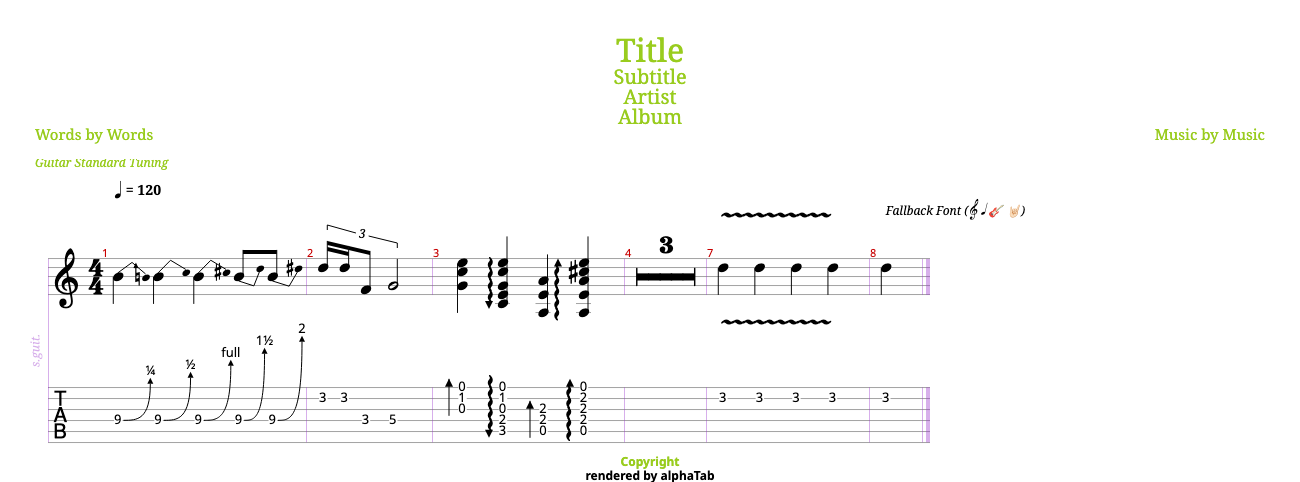 Title
Subtitle
Artist
Album
Words by Words Music by Music
Guitar Standard Tuning
♩ = 120
Fallback Font (𝄞 ♩ 🎸 🤘🏻)
3
1 2 3 4 3 7 8
4
4
s.guit.
¼ ½ full 1½ 2
T
A
B
9 9 9 9 9
3 3 3 5
0 0 0
1 1 2
0 0 2 2
2 2 2
3 0 0
3 3 3 3 3
Copyright
rendered by alphaTab